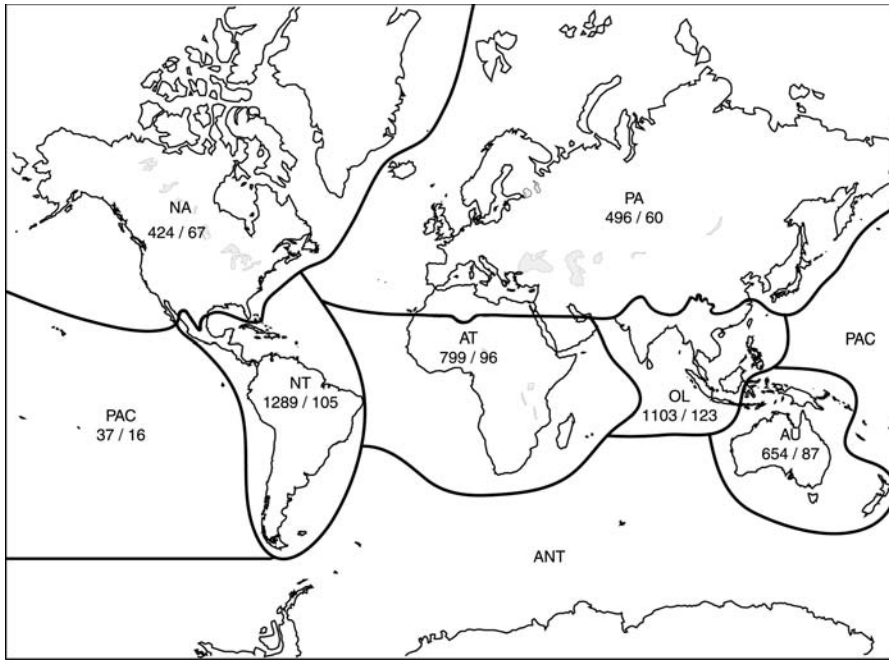 NA
424 / 67
PA
496 / 60
AT
799 / 96
PAC
NT
1289 / 105
OL
1103 / 123
PAC
37 / 16
AU
654 / 87
ANT